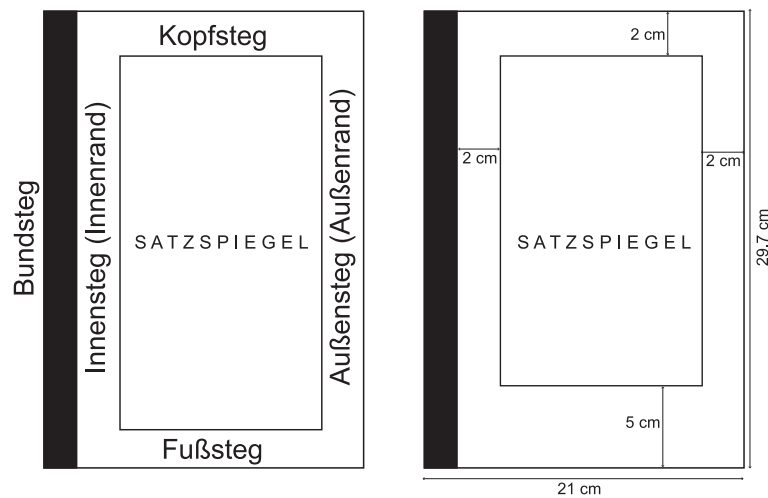 Kopfsteg
Bundsteg
Innensteg (Innenrand)
SATZSPIEGEL
Außensteg (Außenrand)
Fußsteg
2 cm
2 cm
2 cm
SATZSPIEGEL
29.7 cm
5 cm
21 cm